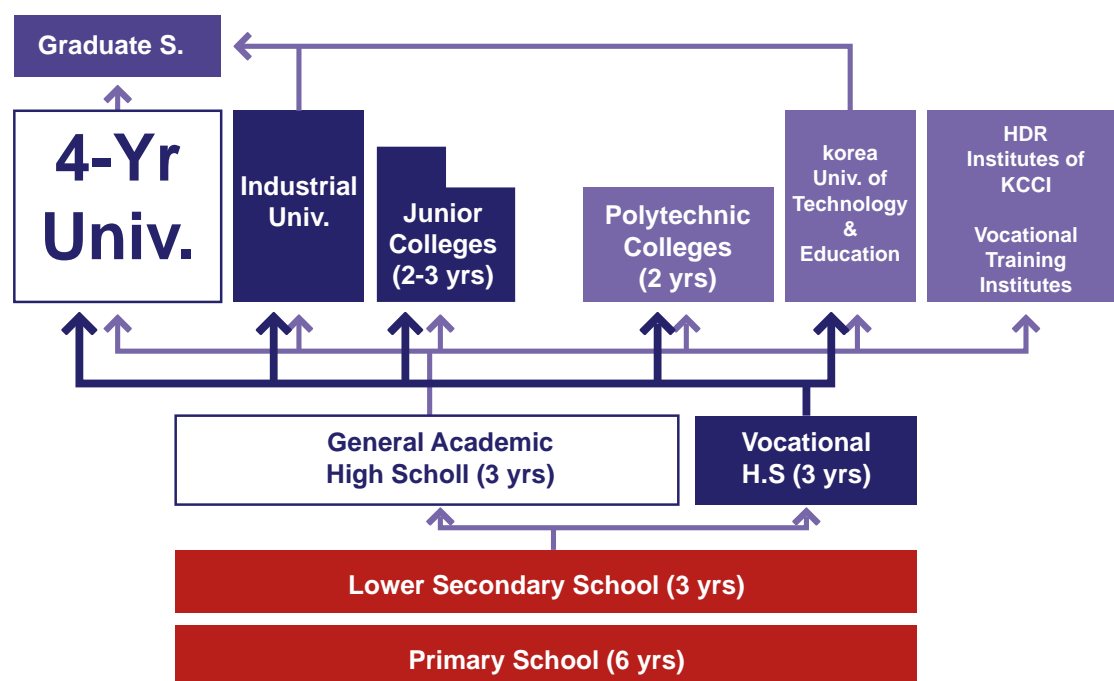 Graduate S.
4-Yr
Univ.
Industrial
Univ.
Junior
Colleges
(2-3 yrs)
Polytechnic
Colleges
(2 yrs)
korea
Univ. of
Technology
&
Education
HDR
Institutes of
KCCI
Vocational
Training
Institutes
General Academic
High Scholl (3 yrs)
Vocational
H.S (3 yrs)
Lower Secondary School (3 yrs)
Primary School (6 yrs)